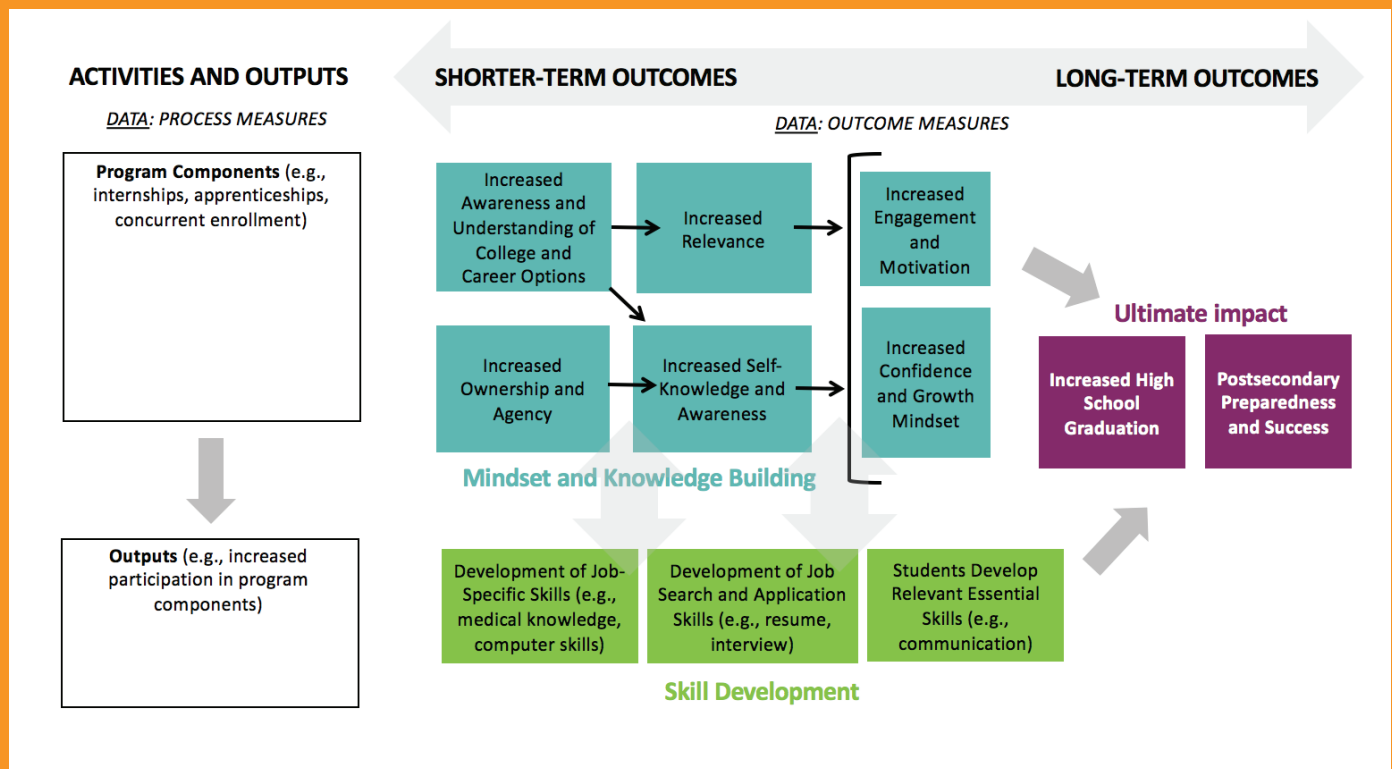 ACTIVITIES AND OUTPUTS
DATA: PROCESS MEASURES
Program Components (e.g.,
internships, apprenticeships,
concurrent enrollment)
Outputs (e.g., increased
participation in program
components)
SHORTER-TERM OUTCOMES
LONG-TERM OUTCOMES
DATA: OUTCOME MEASURES
Increased
Awareness and
Understanding of
College and
Career Options
Increased
Relevance
Increased
Engagement
and
Motivation
Increased
Ownership and
Agency
Increased Self-
Knowledge and
Awareness
Increased
Confidence
and Growth
Mindset
Mindset and Knowledge Building
Development of Job-
Specific Skills (e.g.,
medical knowledge,
computer skills)
Development of Job
Search and Application
Skills (e.g., resume,
interview)
Students Develop
Relevant Essential
Skills (e.g.,
communication)
Skill Development
Ultimate impact
Increased High
School
Graduation
Postsecondary
Preparedness
and Success